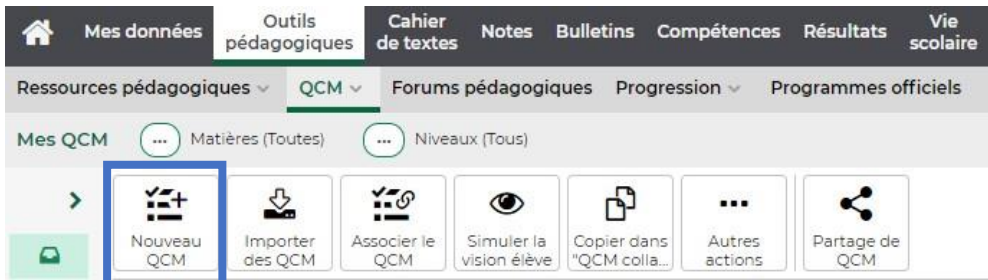 Mes données Outils pédagogiques Cahier de textes Notes Bulletins Compétences Résultats Vie scolaire
Ressources pédagogiques QCM Forums pédagogiques Progression Programmes officiels
Mes QCM ... Matières (Toutes) ... Niveaux (Tous)
Nouveau QCM
Importer des QCM
Associer le QCM
Simuler la vision élève
Copier dans "QCM colla...
Autres actions
Partage de QCM